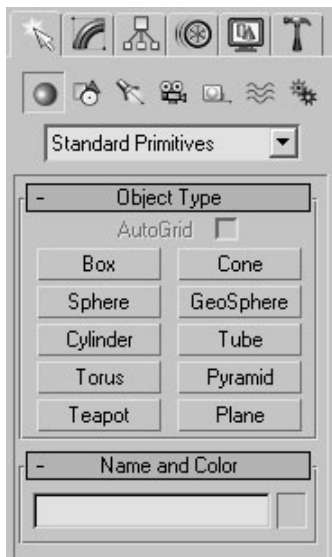 Standard Primitives
- Object Type
AutoGrid
Box Cone
Sphere GeoSphere
Cylinder Tube
Torus Pyramid
Teapot Plane
- Name and Color